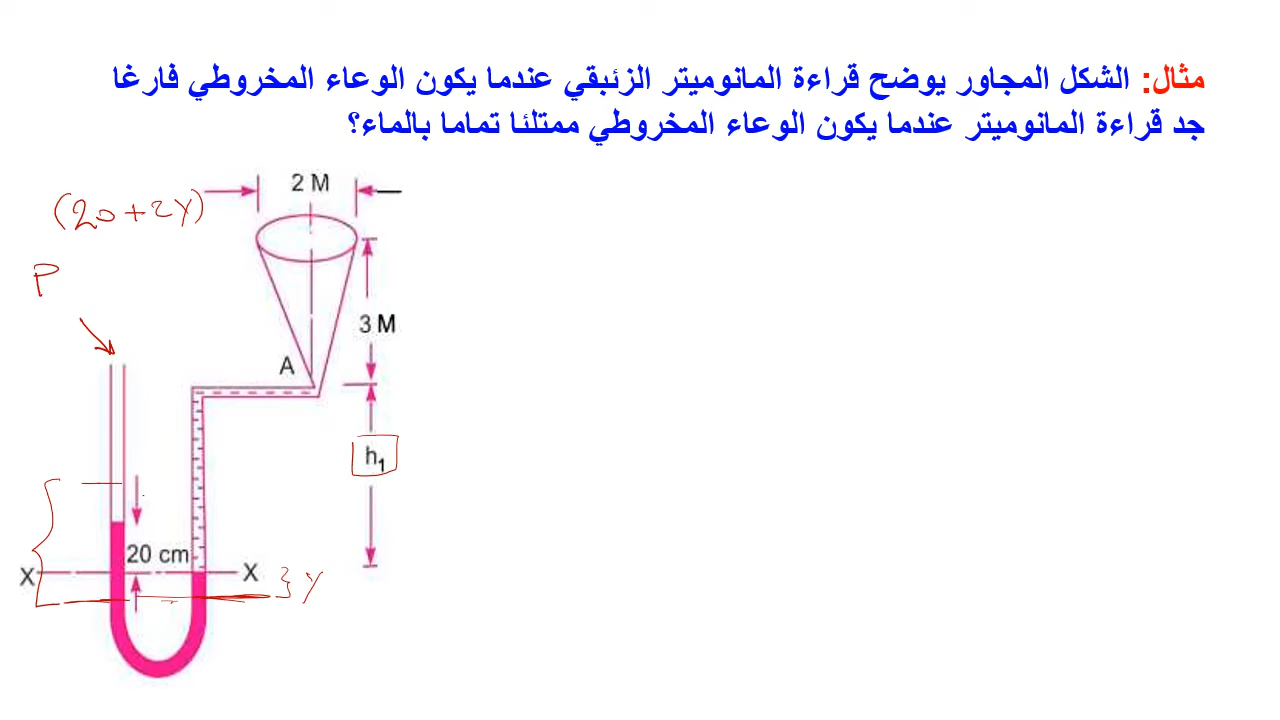 مثال: الشكل المجاور يوضح قراءة المانوميتر الزئبقي عندما يكون الوعاء المخروطي فارغا
جد قراءة المانوميتر عندما يكون الوعاء المخروطي ممتلئا تماما بالماء؟
2 M
(20+2y)
P
3 M
A
h₁
20 cm
X
X
y